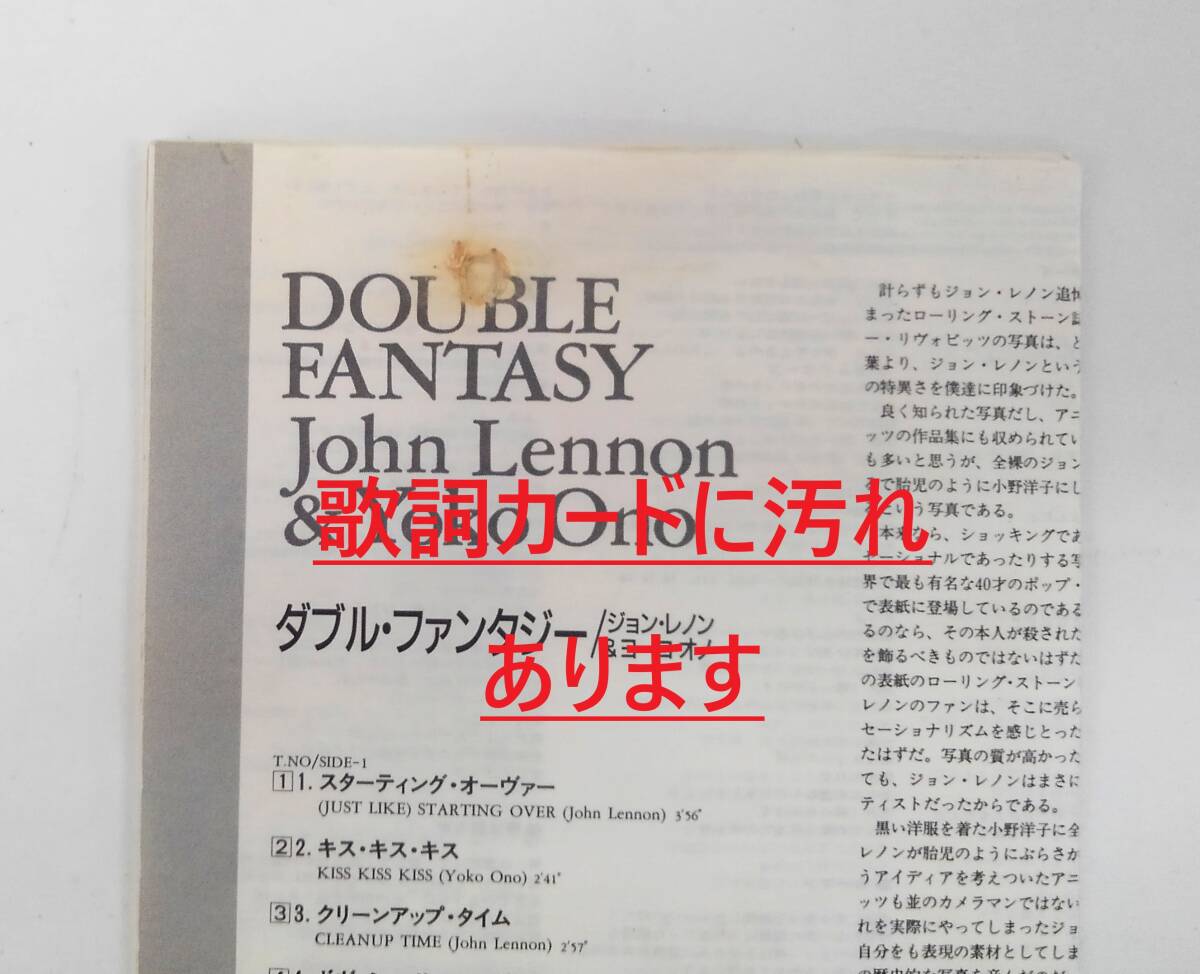 DOUBLE
FANTASY
John Lennon
& Yoko Ono
歌詞カードに汚れ
あります
ダブル・ファンタジー/ジョン・レノン
&ヨーコ・オノ
T.NO/SIDE-1
1 1. スターティング・オーヴァー
(JUST LIKE) STARTING OVER (John Lennon) 3'56"
2 2. キス・キス・キス
KISS KISS KISS (Yoko Ono) 2'41"
3 3. クリーンアップ・タイム
CLEANUP TIME (John Lennon) 2'57"
計らずもジョン・レノン追悼
まったローリング・ストーン誌
ー・リヴォビッツの写真は、ど
葉より、ジョン・レノンという
の特異さを僕達に印象づけた。
良く知られた写真だし、アニ
ッツの作品集にも収められてい
も多いと思うが、全裸のジョン
るで胎児のように小野洋子にし
という写真である。
本来なら、ショッキングであ
セーショナルであったりする写
界で最も有名な40才のポップ・
で表紙に登場しているのである
るのなら、その本人が殺された
を飾るべきものではないはずだ
の表紙のローリング・ストーン
レノンのファンは、そこに売ら
セーショナリズムを感じとった
たはずだ。写真の質が高かった
ても、ジョン・レノンはまさに
ティストだったからである。
黒い洋服を着た小野洋子に全
レノンが胎児のようにぶらさが
うアイディアを考えついたアニ
ッツも並のカメラマンではない
れを実際にやってしまったジョ
自分をも表現の素材としてしま